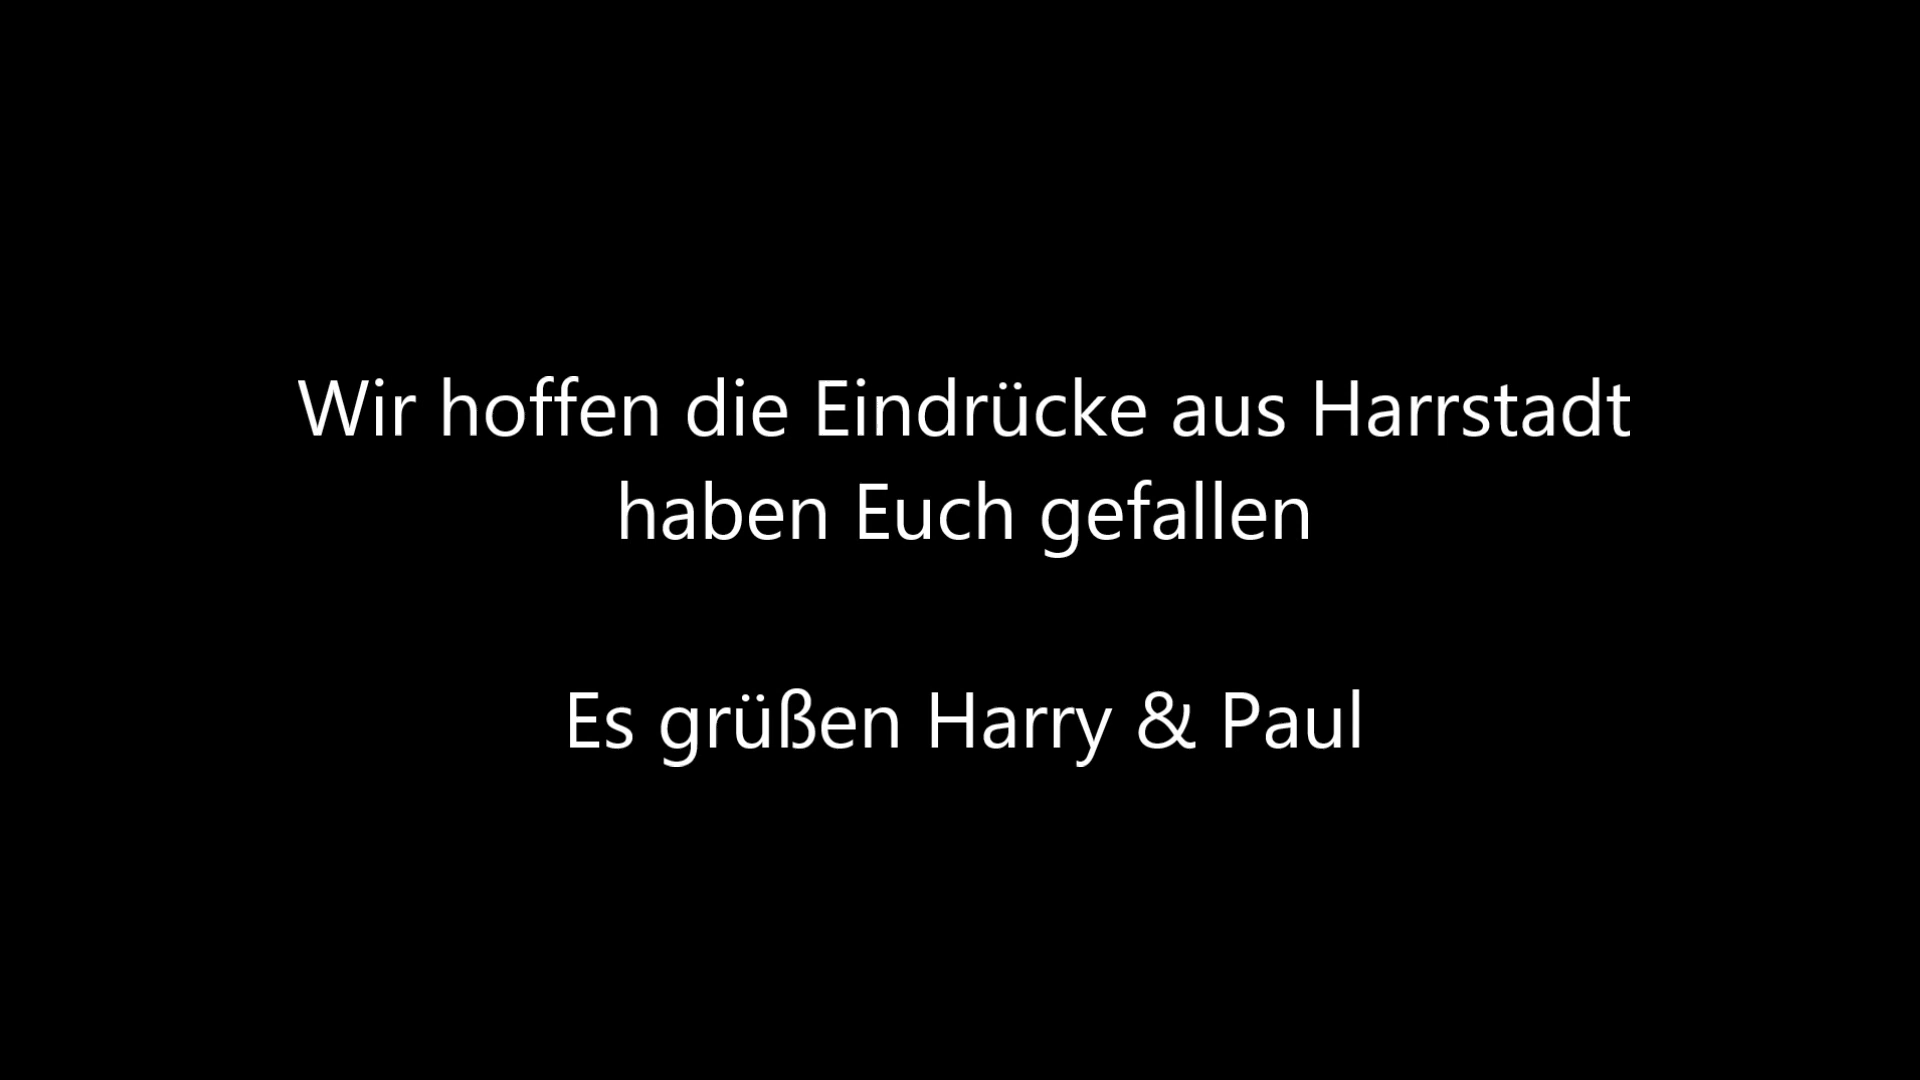 Wir hoffen die Eindrücke aus Harrstadt
haben Euch gefallen
Es grüßen Harry & Paul